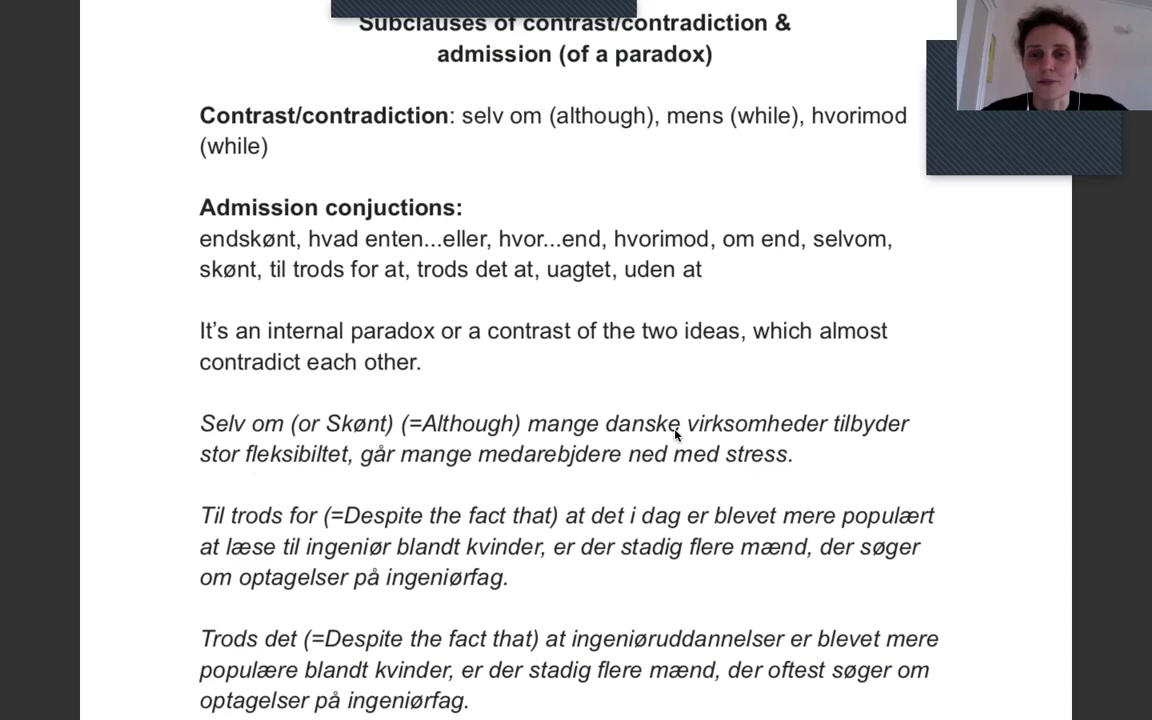 Subclauses of contrast/contradiction &
admission (of a paradox)
Contrast/contradiction: selv om (although), mens (while), hvorimod
(while)
Admission conjuctions:
endskønt, hvad enten...eller, hvor...end, hvorimod, om end, selvom,
skønt, til trods for at, trods det at, uagtet, uden at
It’s an internal paradox or a contrast of the two ideas, which almost
contradict each other.
Selv om (or Skønt) (=Although) mange danske virksomheder tilbyder
stor fleksibiltet, går mange medarebjdere ned med stress.
Til trods for (=Despite the fact that) at det i dag er blevet mere populært
at læse til ingeniør blandt kvinder, er der stadig flere mænd, der søger
om optagelser på ingeniørfag.
Trods det (=Despite the fact that) at ingeniøruddannelser er blevet mere
populære blandt kvinder, er der stadig flere mænd, der oftest søger om
optagelser på ingeniørfag.